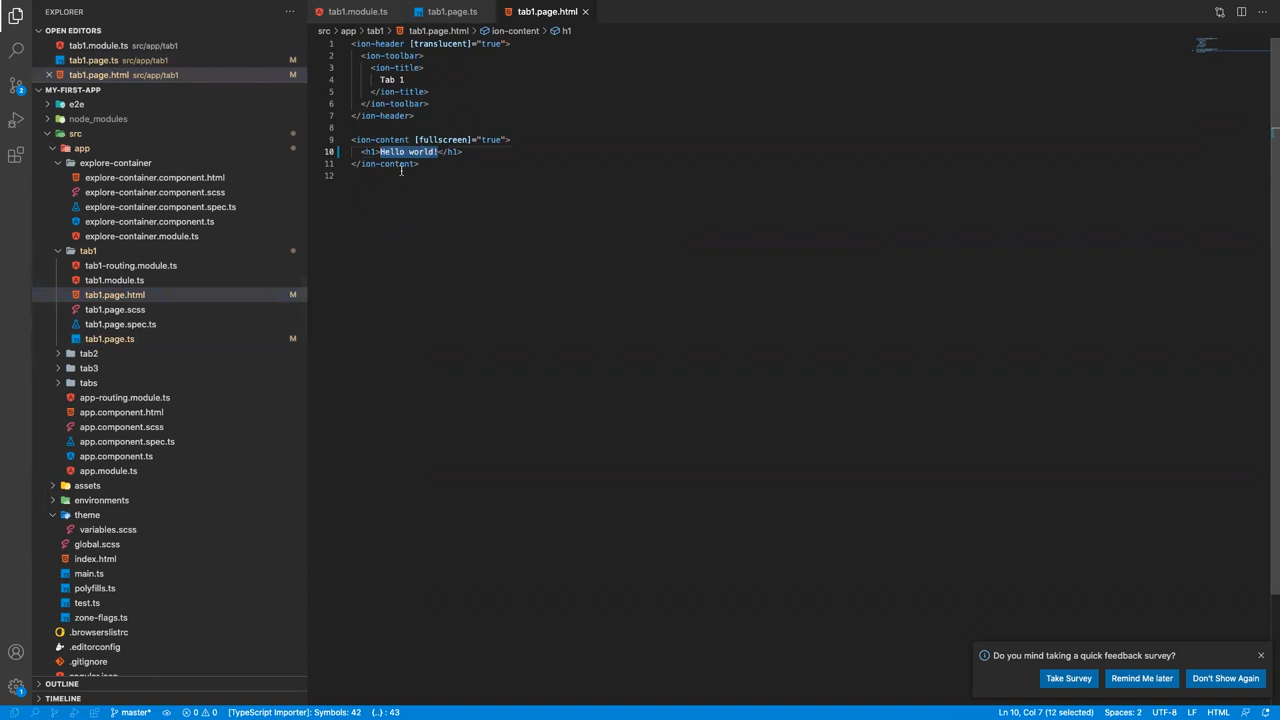 EXPLORER
OPEN EDITORS
tab1.module.ts src/app/tab1
tab1.page.ts src/app/tab1 M
tab1.page.html src/app/tab1 M
MY-FIRST-APP
e2e
node_modules
src
app
explore-container
explore-container.component.html
explore-container.component.scss
explore-container.component.spec.ts
explore-container.component.ts
explore-container.module.ts
tab1
tab1-routing.module.ts
tab1.module.ts
tab1.page.html M
tab1.page.scss
tab1.page.spec.ts
tab1.page.ts M
tab2
tab3
tabs
app-routing.module.ts
app.component.html
app.component.scss
app.component.spec.ts
app.component.ts
app.module.ts
assets
environments
theme
variables.scss
global.scss
index.html
main.ts
polyfills.ts
test.ts
zone-flags.ts
.browserslistrc
.editorconfig
.gitignore
OUTLINE
TIMELINE
2
1
tab1.module.ts tab1.page.ts tab1.page.html
src > app > tab1 > tab1.page.html > ion-content > h1
1 <ion-header [translucent]="true">
2 <ion-toolbar>
3 <ion-title>
4 Tab 1
5 </ion-title>
6 </ion-toolbar>
7 </ion-header>
8
9 <ion-content [fullscreen]="true">
10 <h1>Hello world!</h1>
11 </ion-content>
12
Do you mind taking a quick feedback survey?
Take Survey Remind Me later Don't Show Again
master* 0 0 [TypeScript Importer]: Symbols: 42 {..} : 43 Ln 10, Col 7 (12 selected) Spaces: 2 UTF-8 LF HTML